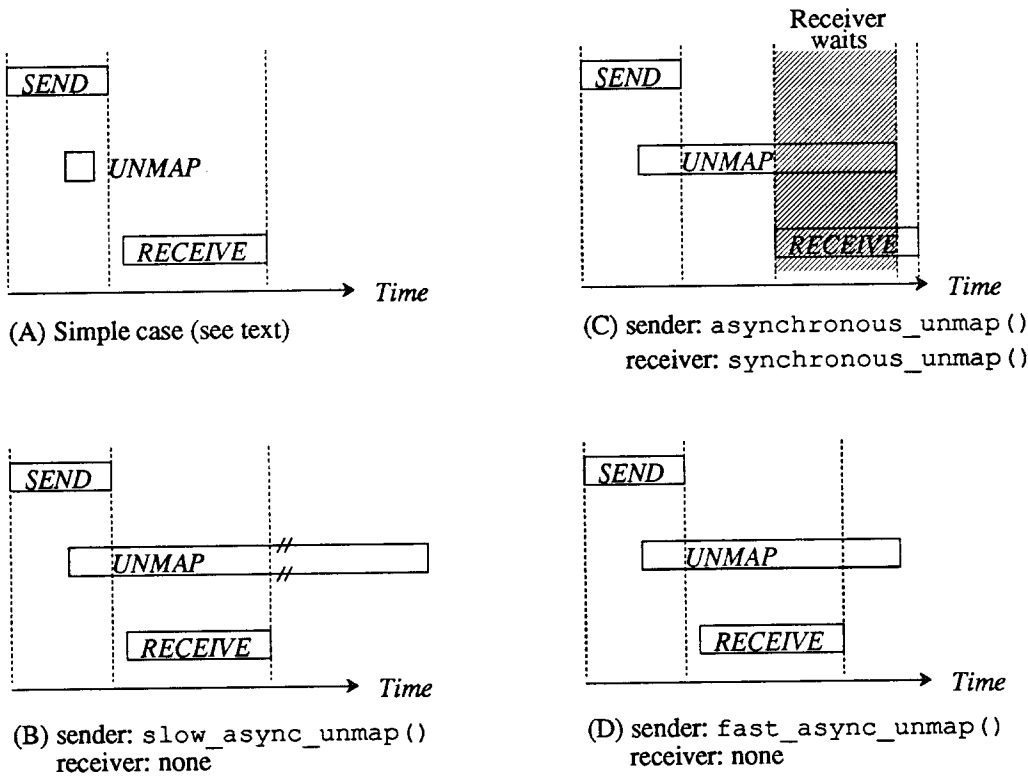 SEND
UNMAP
RECEIVE
Time
(A) Simple case (see text)
Receiver
waits
SEND
UNMAP
RECEIVE
Time
(C) sender: asynchronous_unmap()
receiver: synchronous_unmap()
SEND
UNMAP
RECEIVE
Time
(B) sender: slow_async_unmap()
receiver: none
SEND
UNMAP
RECEIVE
Time
(D) sender: fast_async_unmap()
receiver: none